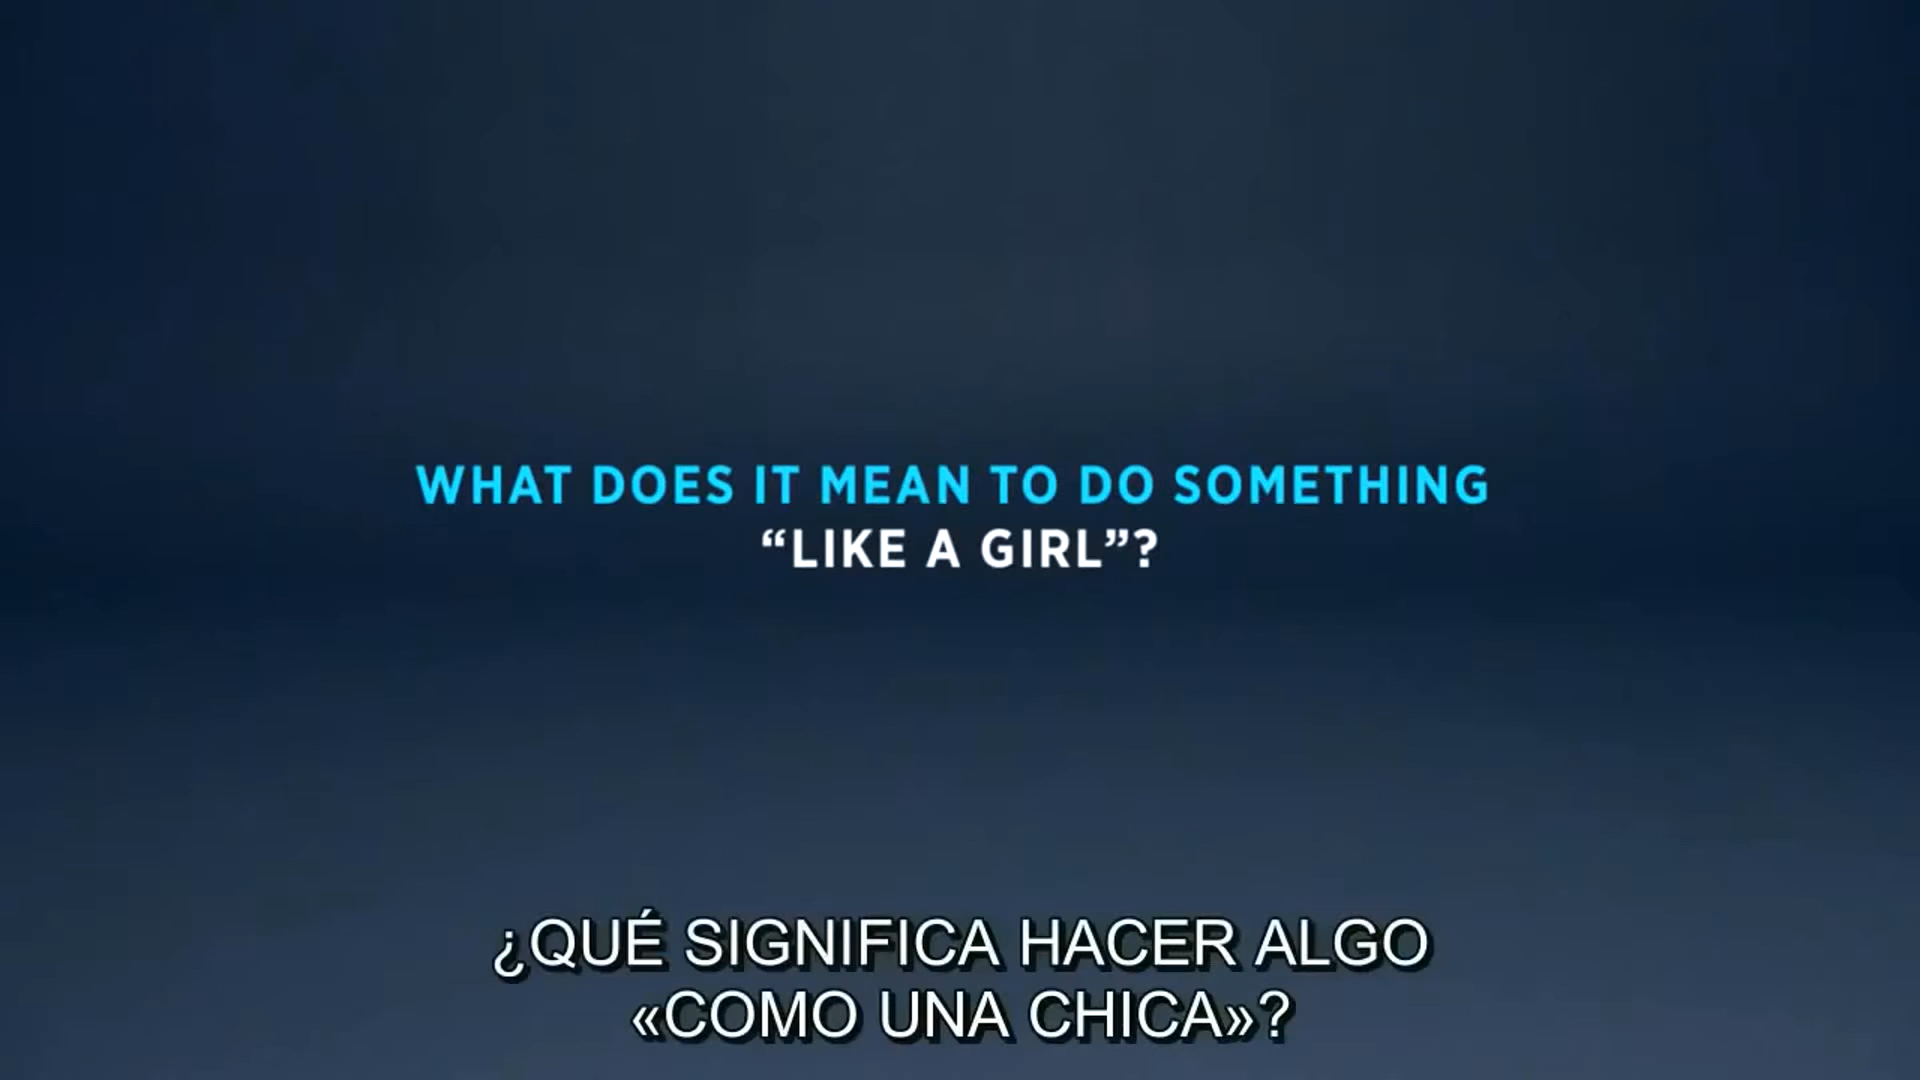 WHAT DOES IT MEAN TO DO SOMETHING
“LIKE A GIRL”?
¿QUÉ SIGNIFICA HACER ALGO
«COMO UNA CHICA»?